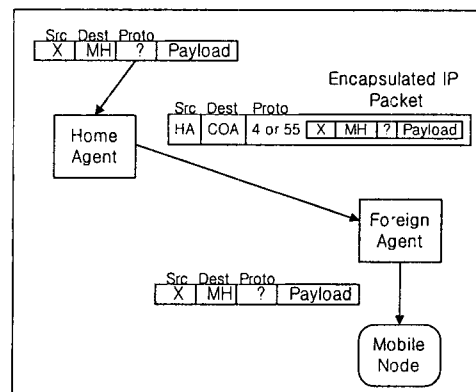 Src Dest Proto
X MH ? Payload
Encapsulated IP
Packet
Src Dest Proto
HA COA 4 or 55 X MH ? Payload
Home
Agent
Foreign
Agent
Src Dest Proto
X MH ? Payload
Mobile
Node